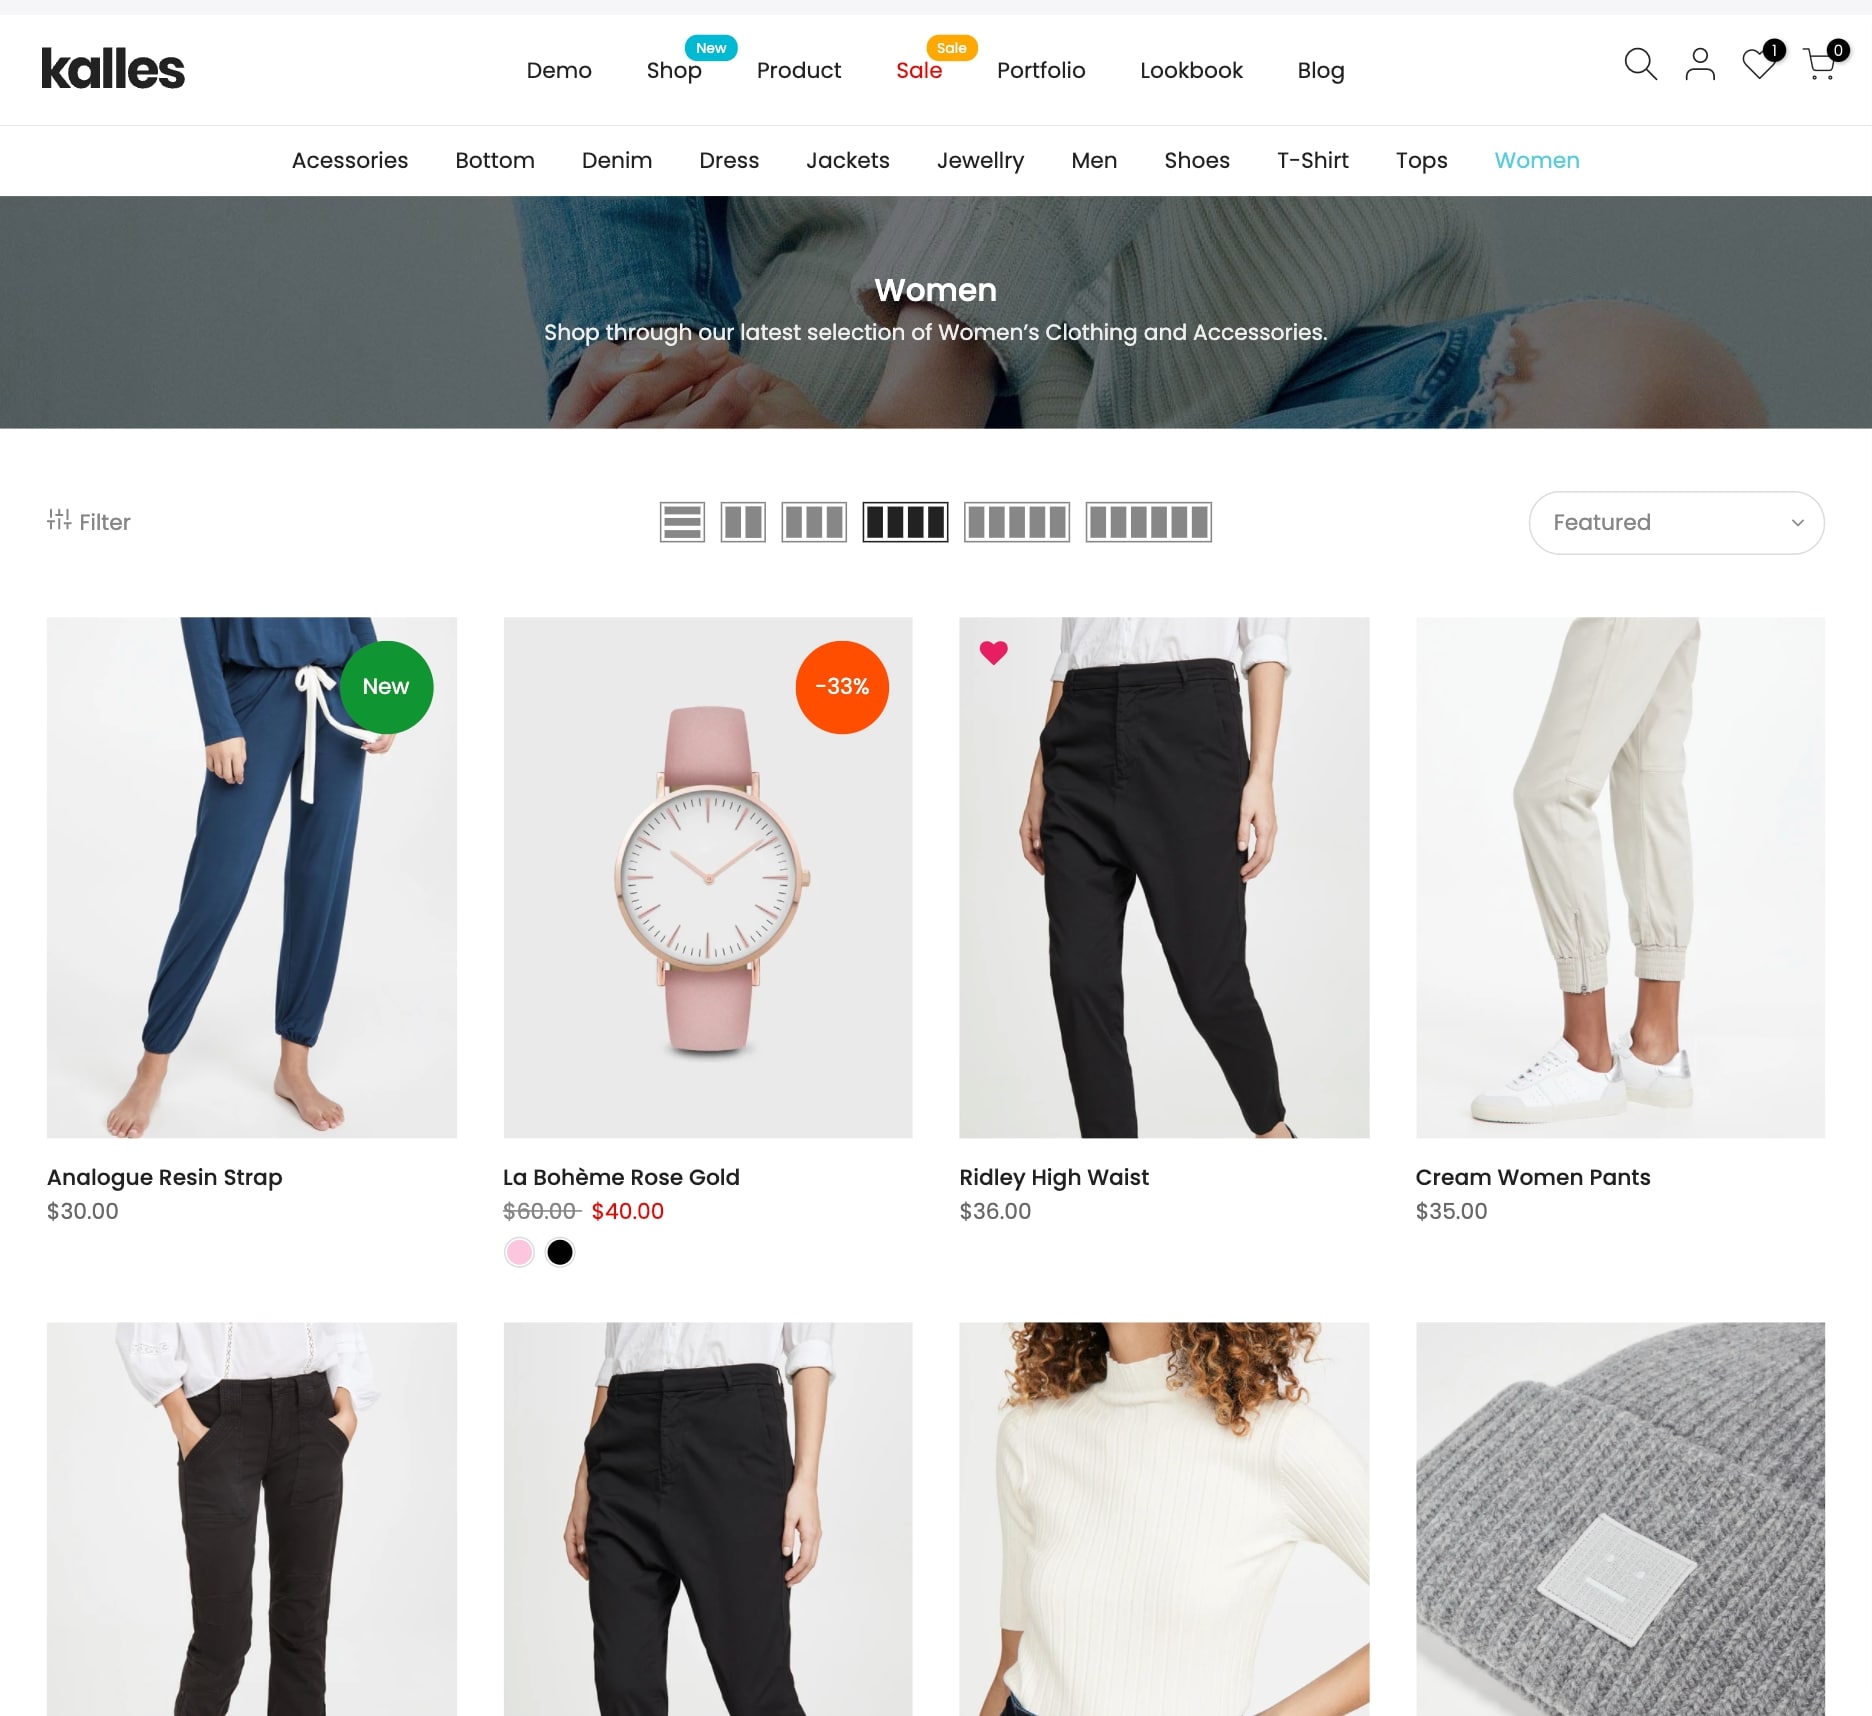 kalles
Demo
Shop
New
Product
Sale
Sale
Portfolio
Lookbook
Blog
1
0
Acessories
Bottom
Denim
Dress
Jackets
Jewellry
Men
Shoes
T-Shirt
Tops
Women
Women
Shop through our latest selection of Women’s Clothing and Accessories.
Filter
Featured
New
-33%
Analogue Resin Strap
$30.00
La Bohème Rose Gold
$60.00 $40.00
Ridley High Waist
$36.00
Cream Women Pants
$35.00